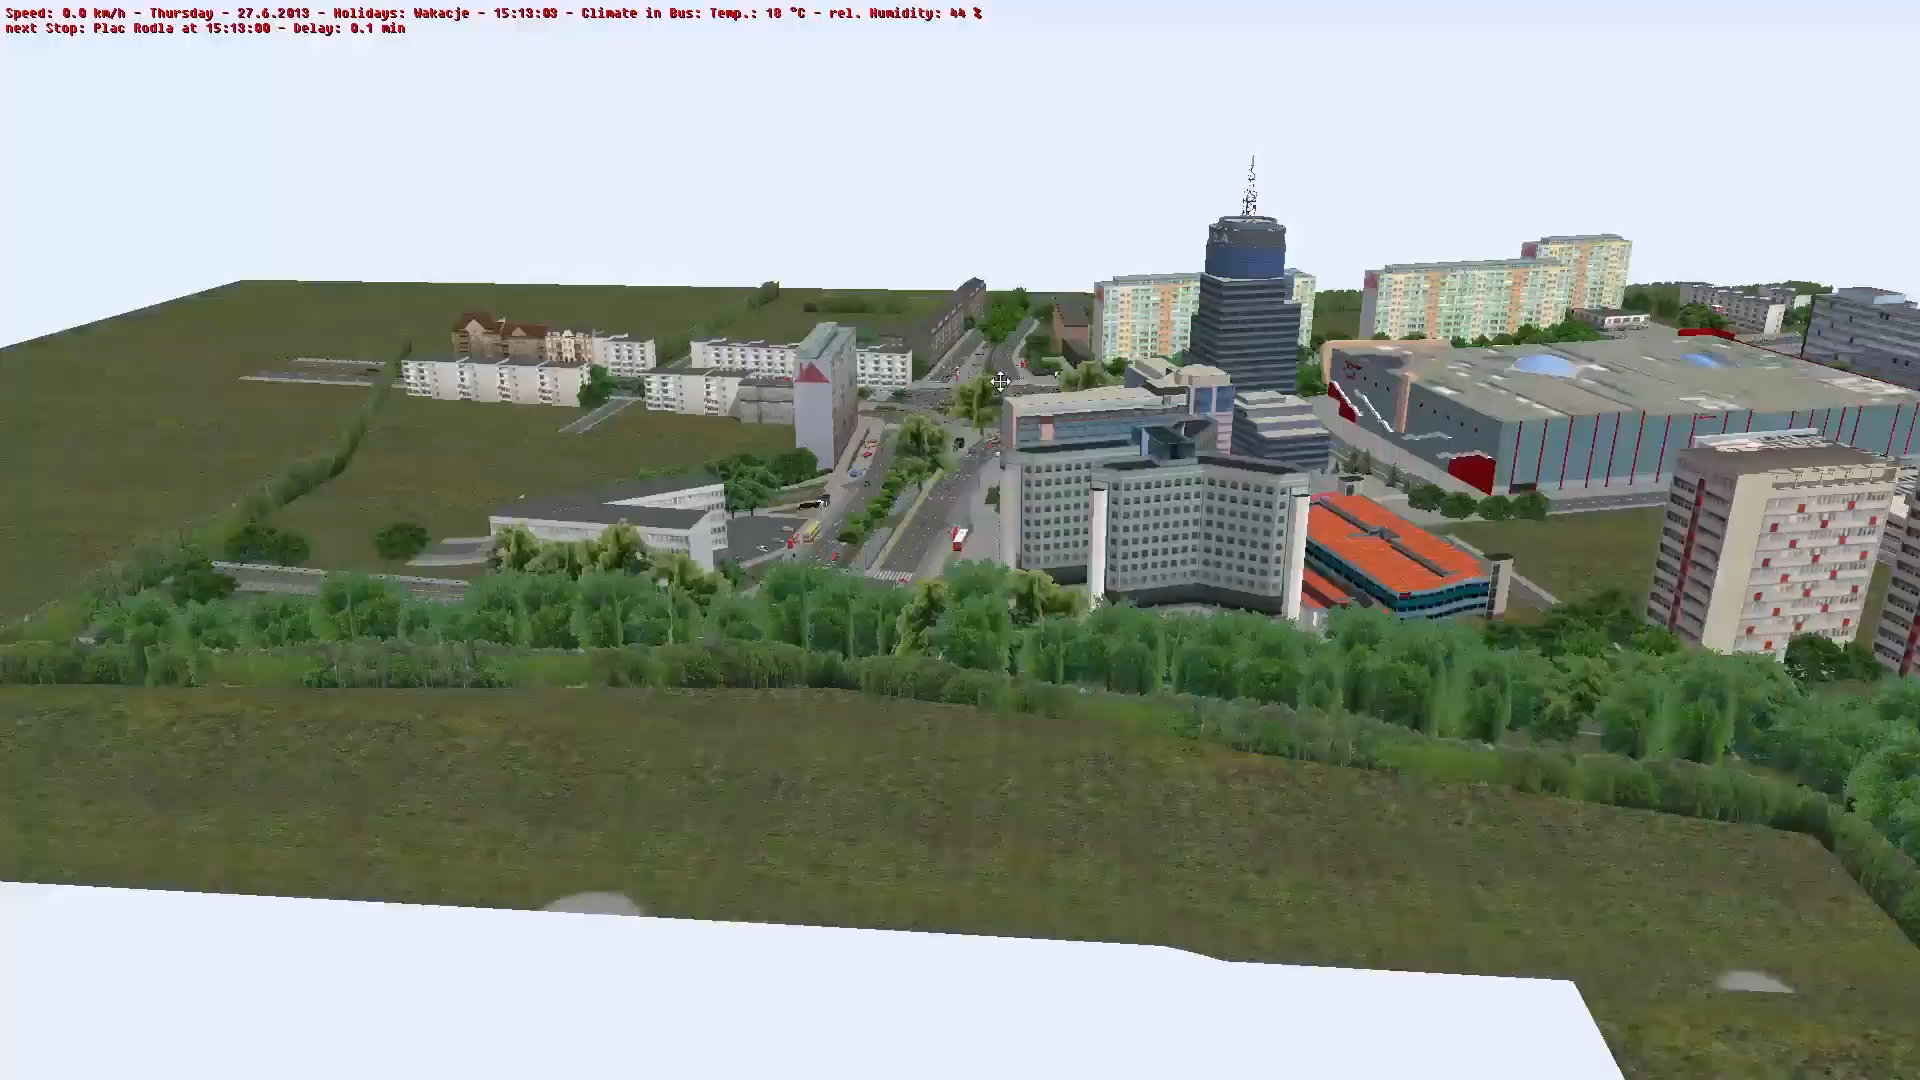 Speed: 0.0 km/h - Thursday - 27.6.2013 - Holidays: Wakacje - 15:13:03 - Climate in Bus: Temp.: 18 °C - rel. Humidity: 44 %
next Stop: Plac Rodla at 15:13:00 - Delay: 0.1 min